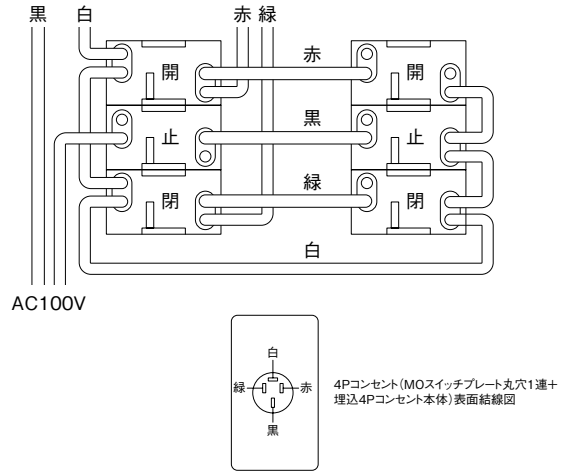 黒 白 赤 緑
開 赤 開
止 黒 止
閉 緑 閉
白
AC100V
白
緑 赤
黒
4Pコンセント（MOスイッチプレート丸穴1連＋
埋込4Pコンセント本体）表面結線図